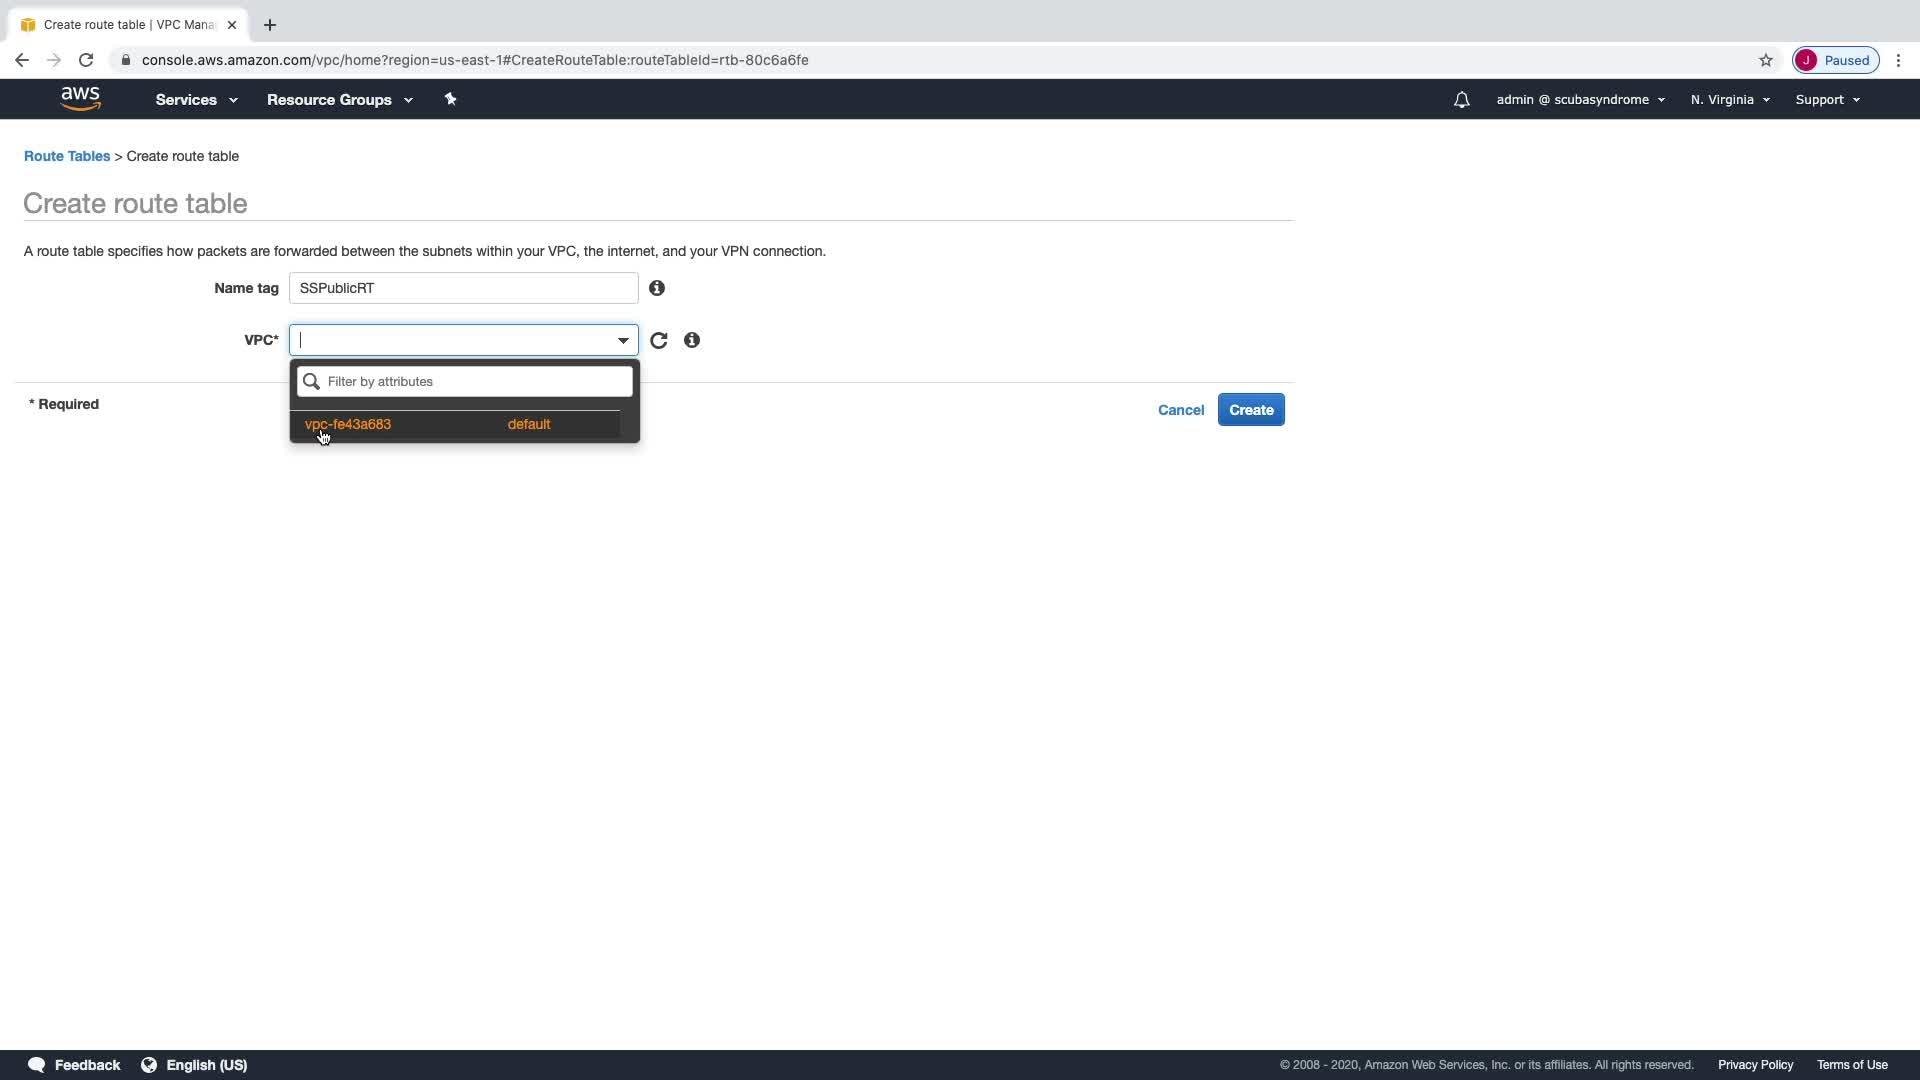 Create route table | VPC Mana
console.aws.amazon.com/vpc/home?region=us-east-1#CreateRouteTable:routeTableId=rtb-80c6a6fe
J Paused
aws Services Resource Groups admin @ scubasyndrome N. Virginia Support
Route Tables > Create route table
Create route table
A route table specifies how packets are forwarded between the subnets within your VPC, the internet, and your VPN connection.
Name tag SSPublicRT
VPC*
Filter by attributes
vpc-fe43a683 default
* Required
Cancel Create
Feedback English (US) © 2008 - 2020, Amazon Web Services, Inc. or its affiliates. All rights reserved. Privacy Policy Terms of Use